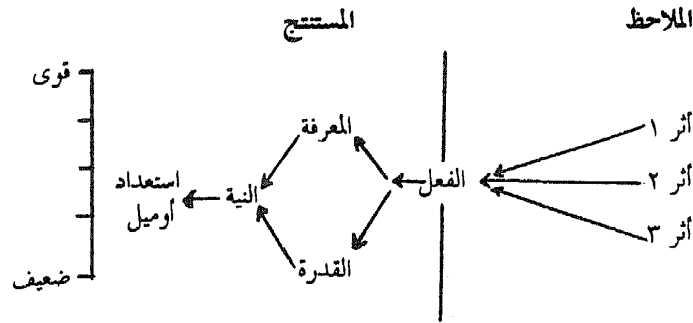 الملاحظ
المستنتج
قوى
أثر ١
المعرفة
أثر ٢
الفعل
النية
استعداد
أوميل
أثر ٣
القدرة
ضعيف